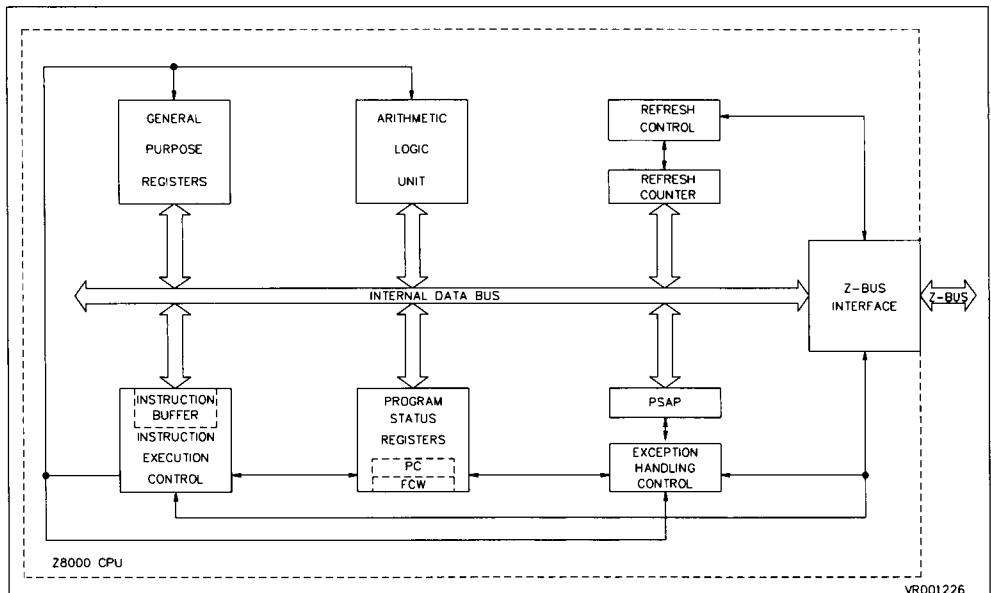 GENERAL
PURPOSE
REGISTERS
ARITHMETIC
LOGIC
UNIT
REFRESH
CONTROL
REFRESH
COUNTER
INTERNAL DATA BUS
Z-BUS
INTERFACE
Z-BUS
INSTRUCTION
BUFFER
INSTRUCTION
EXECUTION
CONTROL
PROGRAM
STATUS
REGISTERS
PC
FCW
PSAP
EXCEPTION
HANDLING
CONTROL
Z8000 CPU
VR001226